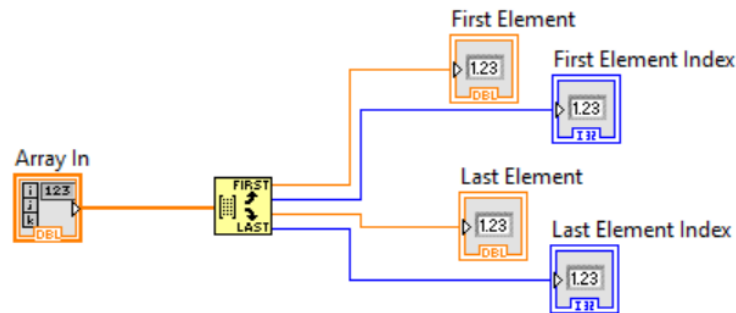 First Element
1.23
DBL
First Element Index
1.23
I32
Array In
i
j
k
123
DBL
FIRST
LAST
Last Element
1.23
DBL
Last Element Index
1.23
I32